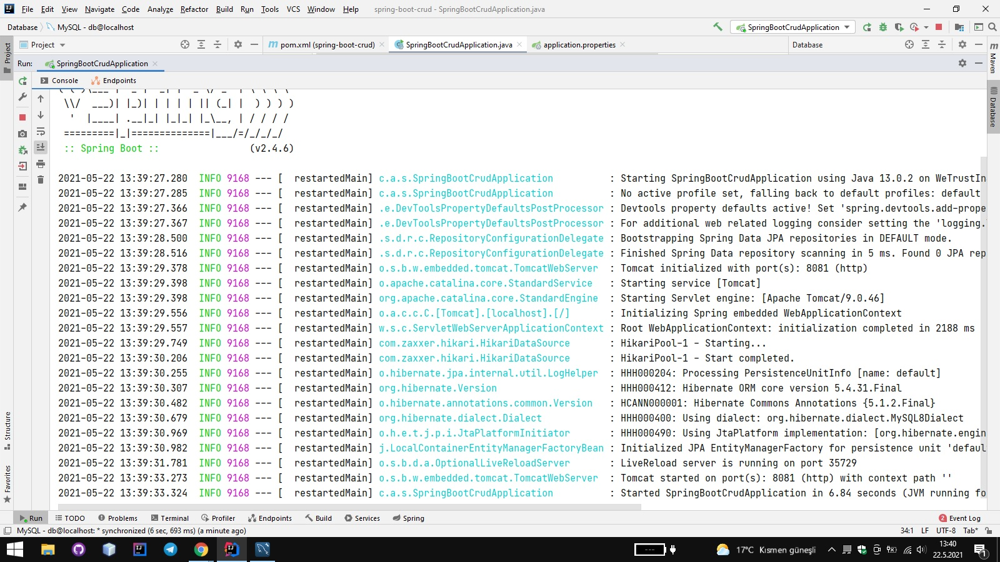 File Edit View Navigate Code Analyze Refactor Build Run Tools VCS Window Help spring-boot-crud - SpringBootCrudApplication.java
Database MySQL - db@localhost SpringBootCrudApplication
Project pom.xml (spring-boot-crud) SpringBootCrudApplication.java application.properties Database
Run: SpringBootCrudApplication
Console Endpoints
\\/  ___)| |_)| | | | | || (_| |  ) ) ) )
'  |____| .__|_| |_|_| |_\__, | / / / /
=========|_|==============|___/=/_/_/_/
:: Spring Boot :: (v2.4.6)
2021-05-22 13:39:27.280 INFO 9168 --- [ restartedMain] c.a.s.SpringBootCrudApplication : Starting SpringBootCrudApplication using Java 13.0.2 on WeTrustIn
2021-05-22 13:39:27.285 INFO 9168 --- [ restartedMain] c.a.s.SpringBootCrudApplication : No active profile set, falling back to default profiles: default
2021-05-22 13:39:27.366 INFO 9168 --- [ restartedMain] .e.DevToolsPropertyDefaultsPostProcessor : Devtools property defaults active! Set 'spring.devtools.add-prope
2021-05-22 13:39:27.367 INFO 9168 --- [ restartedMain] .e.DevToolsPropertyDefaultsPostProcessor : For additional web related logging consider setting the 'logging.
2021-05-22 13:39:28.500 INFO 9168 --- [ restartedMain] .s.d.r.c.RepositoryConfigurationDelegate : Bootstrapping Spring Data JPA repositories in DEFAULT mode.
2021-05-22 13:39:28.516 INFO 9168 --- [ restartedMain] .s.d.r.c.RepositoryConfigurationDelegate : Finished Spring Data repository scanning in 5 ms. Found 0 JPA rep
2021-05-22 13:39:29.378 INFO 9168 --- [ restartedMain] o.s.b.w.embedded.tomcat.TomcatWebServer : Tomcat initialized with port(s): 8081 (http)
2021-05-22 13:39:29.398 INFO 9168 --- [ restartedMain] o.apache.catalina.core.StandardService : Starting service [Tomcat]
2021-05-22 13:39:29.398 INFO 9168 --- [ restartedMain] org.apache.catalina.core.StandardEngine : Starting Servlet engine: [Apache Tomcat/9.0.46]
2021-05-22 13:39:29.556 INFO 9168 --- [ restartedMain] o.a.c.c.C.[Tomcat].[localhost].[/] : Initializing Spring embedded WebApplicationContext
2021-05-22 13:39:29.557 INFO 9168 --- [ restartedMain] w.s.c.ServletWebServerApplicationContext : Root WebApplicationContext: initialization completed in 2188 ms
2021-05-22 13:39:29.749 INFO 9168 --- [ restartedMain] com.zaxxer.hikari.HikariDataSource : HikariPool-1 - Starting...
2021-05-22 13:39:30.206 INFO 9168 --- [ restartedMain] com.zaxxer.hikari.HikariDataSource : HikariPool-1 - Start completed.
2021-05-22 13:39:30.255 INFO 9168 --- [ restartedMain] o.hibernate.jpa.internal.util.LogHelper : HHH000204: Processing PersistenceUnitInfo [name: default]
2021-05-22 13:39:30.307 INFO 9168 --- [ restartedMain] org.hibernate.Version : HHH000412: Hibernate ORM core version 5.4.31.Final
2021-05-22 13:39:30.482 INFO 9168 --- [ restartedMain] o.hibernate.annotations.common.Version : HCANN000001: Hibernate Commons Annotations {5.1.2.Final}
2021-05-22 13:39:30.679 INFO 9168 --- [ restartedMain] org.hibernate.dialect.Dialect : HHH000400: Using dialect: org.hibernate.dialect.MySQL8Dialect
2021-05-22 13:39:30.969 INFO 9168 --- [ restartedMain] o.h.e.t.j.p.i.JtaPlatformInitiator : HHH000490: Using JtaPlatform implementation: [org.hibernate.engin
2021-05-22 13:39:30.982 INFO 9168 --- [ restartedMain] j.LocalContainerEntityManagerFactoryBean : Initialized JPA EntityManagerFactory for persistence unit 'defaul
2021-05-22 13:39:31.781 INFO 9168 --- [ restartedMain] o.s.b.d.a.OptionalLiveReloadServer : LiveReload server is running on port 35729
2021-05-22 13:39:33.273 INFO 9168 --- [ restartedMain] o.s.b.w.embedded.tomcat.TomcatWebServer : Tomcat started on port(s): 8081 (http) with context path ''
2021-05-22 13:39:33.324 INFO 9168 --- [ restartedMain] c.a.s.SpringBootCrudApplication : Started SpringBootCrudApplication in 6.84 seconds (JVM running fo
Project
Structure
Favorites
Maven
Database
Run TODO Problems Terminal Profiler Endpoints Build Services Spring 2 Event Log
MySQL - db@localhost: * synchronized (6 sec, 693 ms) (a minute ago) 34:1 LF UTF-8 Tab*
17°C Kısmen güneşli 13:40
22.5.2021
1